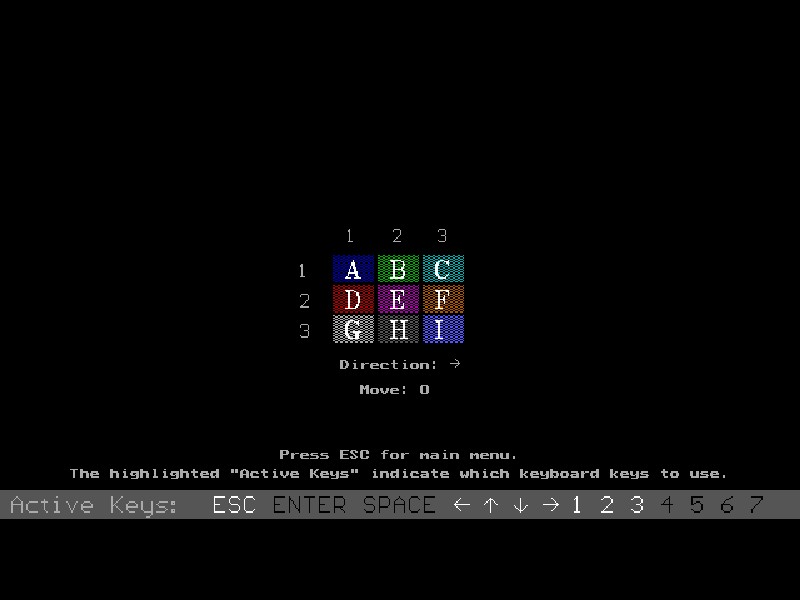 1 2 3
1 A B C
2 D E F
3 G H I
Direction: →
Move: 0
Press ESC for main menu.
The highlighted "Active Keys" indicate which keyboard keys to use.
Active Keys: ESC ENTER SPACE ← ↑ ↓ → 1 2 3 4 5 6 7